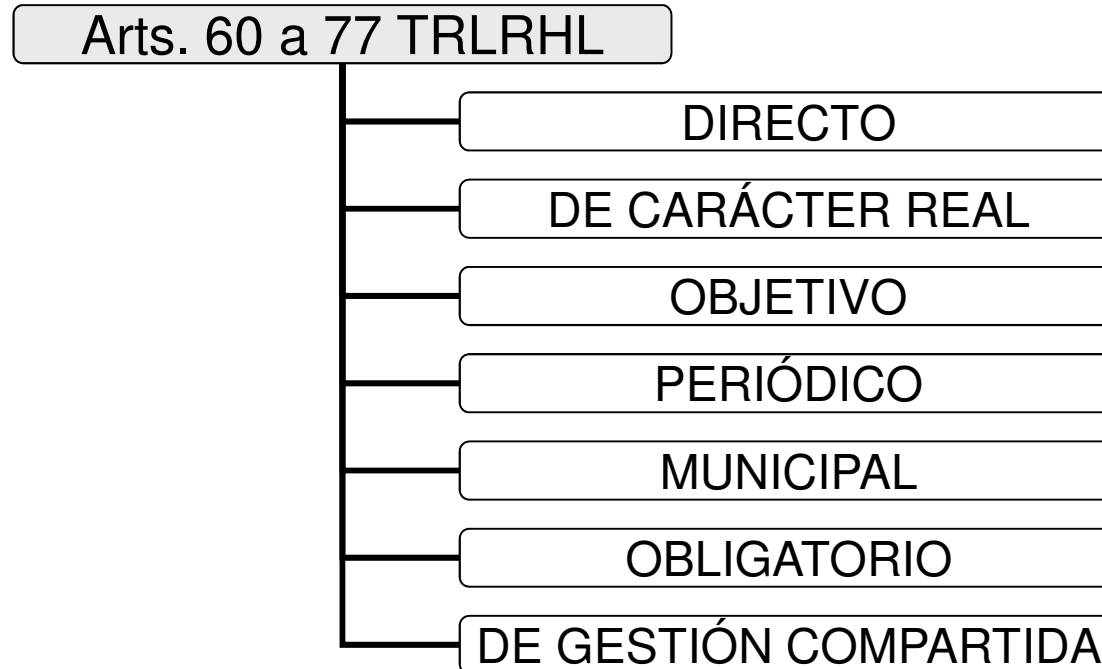 Arts. 60 a 77 TRLRHL
DIRECTO
DE CARÁCTER REAL
OBJETIVO
PERIÓDICO
MUNICIPAL
OBLIGATORIO
DE GESTIÓN COMPARTIDA